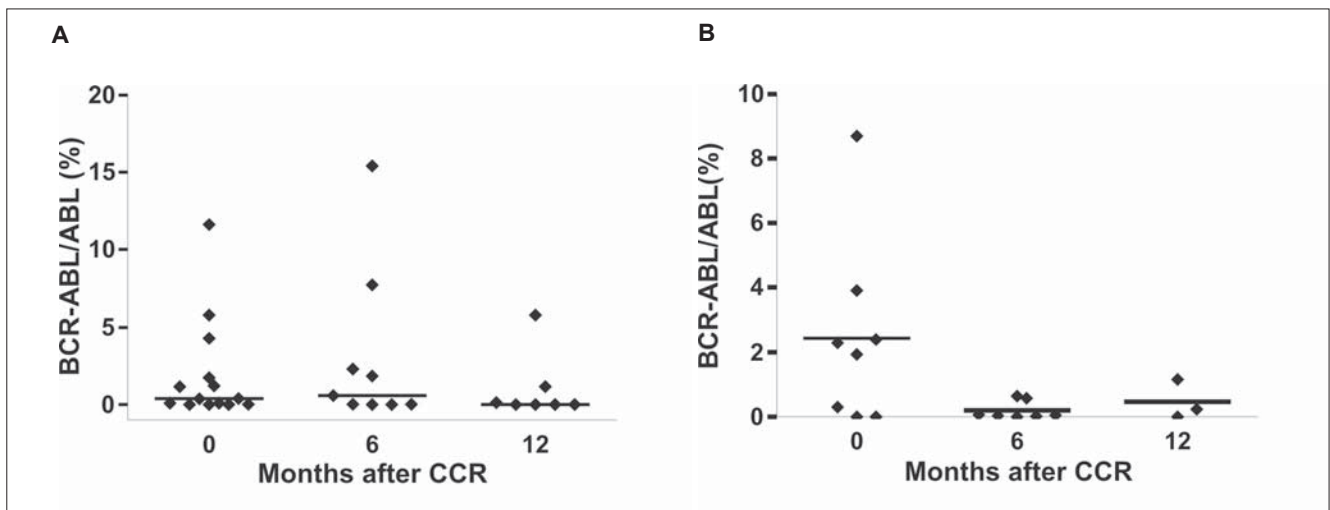 A
BCR-ABL/ABL (%)
20
15
10
5
0
0 6 12
Months after CCR
B
BCR-ABL/ABL(%)
10
8
6
4
2
0
0 6 12
Months after CCR